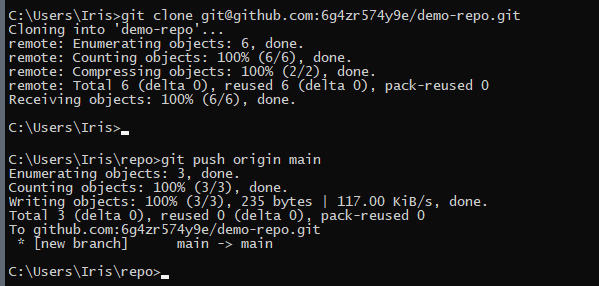 C:\Users\Iris>git clone git@github.com:6g4zr574y9e/demo-repo.git
Cloning into 'demo-repo'...
remote: Enumerating objects: 6, done.
remote: Counting objects: 100% (6/6), done.
remote: Compressing objects: 100% (2/2), done.
remote: Total 6 (delta 0), reused 6 (delta 0), pack-reused 0
Receiving objects: 100% (6/6), done.
C:\Users\Iris>
C:\Users\Iris\repo>git push origin main
Enumerating objects: 3, done.
Counting objects: 100% (3/3), done.
Writing objects: 100% (3/3), 235 bytes | 117.00 KiB/s, done.
Total 3 (delta 0), reused 0 (delta 0), pack-reused 0
To github.com:6g4zr574y9e/demo-repo.git
 * [new branch]      main -> main
C:\Users\Iris\repo>